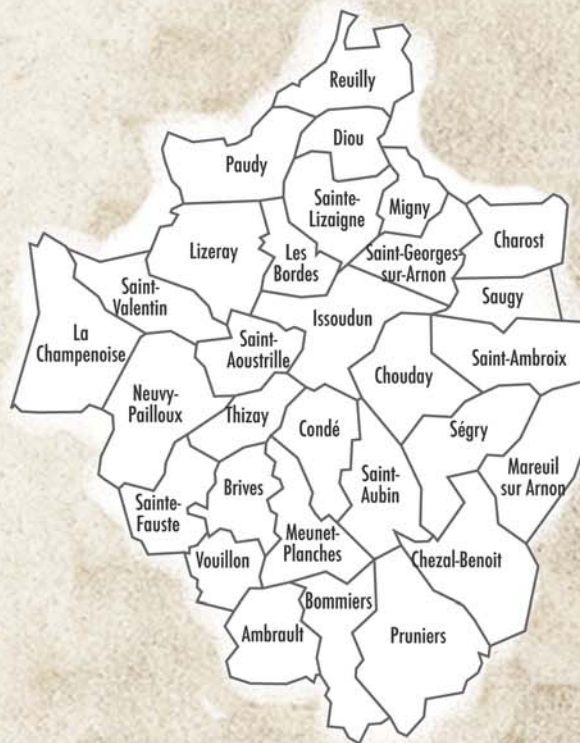 Reuilly
Diou
Paudy
Sainte-
Lizaigne
Migny
Charost
Lizeray
Les
Bordes
Saint-Georges-
sur-Arnon
Saint-
Valentin
Saugy
La
Champenoise
Issoudun
Saint-
Aoustrille
Chouday
Saint-Ambroix
Neuvy-
Pailloux
Thizay
Condé
Ségry
Saint-
Aubin
Mareuil
sur Arnon
Sainte-
Fauste
Brives
Meunet-
Planches
Vouillon
Chezal-Benoit
Bommiers
Ambrault
Pruniers